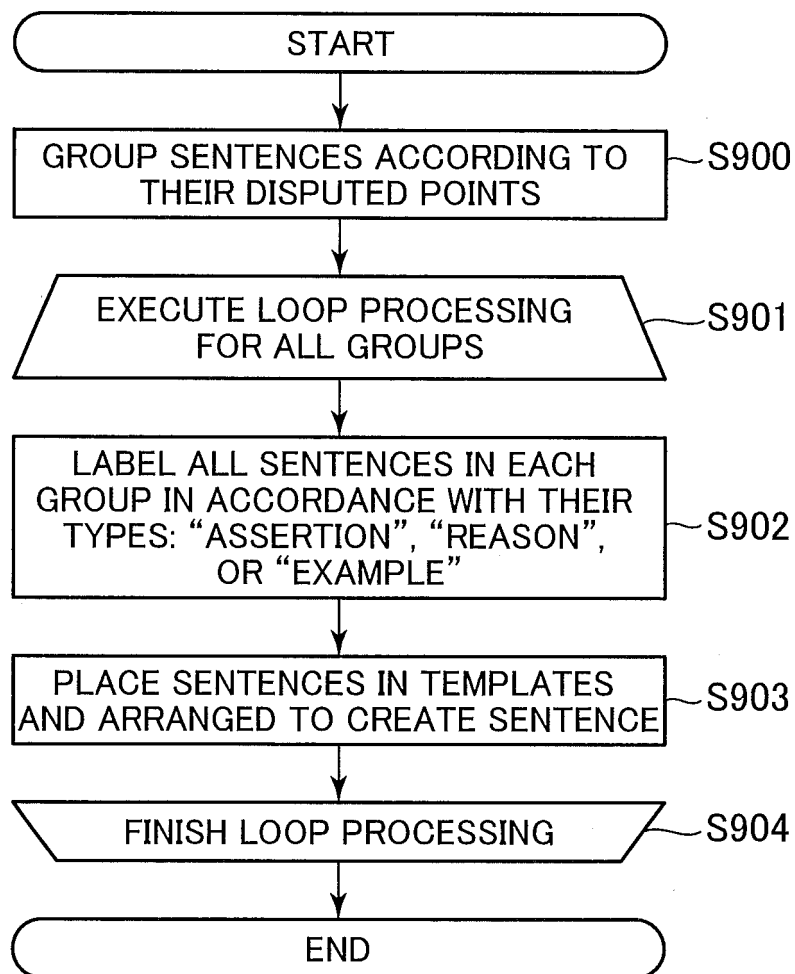 START
GROUP SENTENCES ACCORDING TO
THEIR DISPUTED POINTS
S900
EXECUTE LOOP PROCESSING
FOR ALL GROUPS
S901
LABEL ALL SENTENCES IN EACH
GROUP IN ACCORDANCE WITH THEIR
TYPES: “ASSERTION”, “REASON”,
OR “EXAMPLE”
S902
PLACE SENTENCES IN TEMPLATES
AND ARRANGED TO CREATE SENTENCE
S903
FINISH LOOP PROCESSING
S904
END